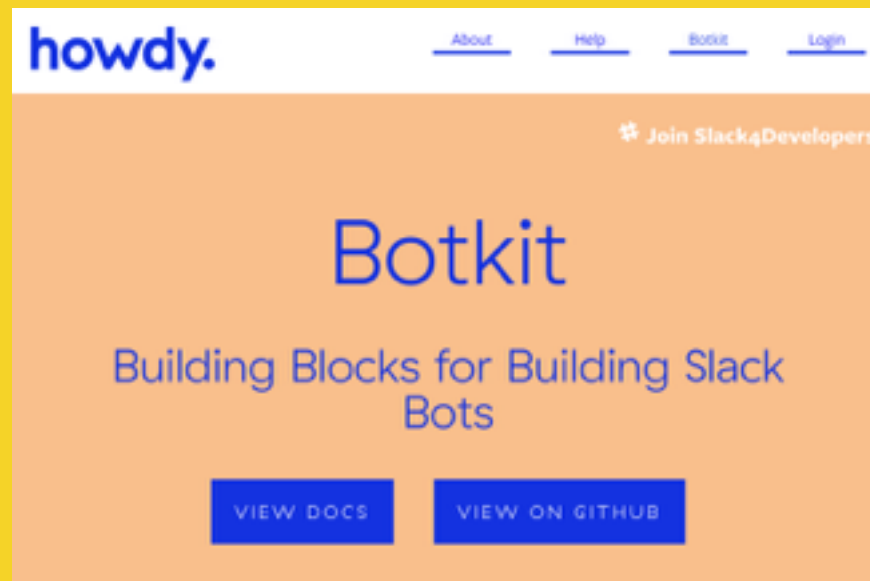 howdy.
About Help Botkit Login
Join Slack4Developers
Botkit
Building Blocks for Building Slack
Bots
VIEW DOCS VIEW ON GITHUB